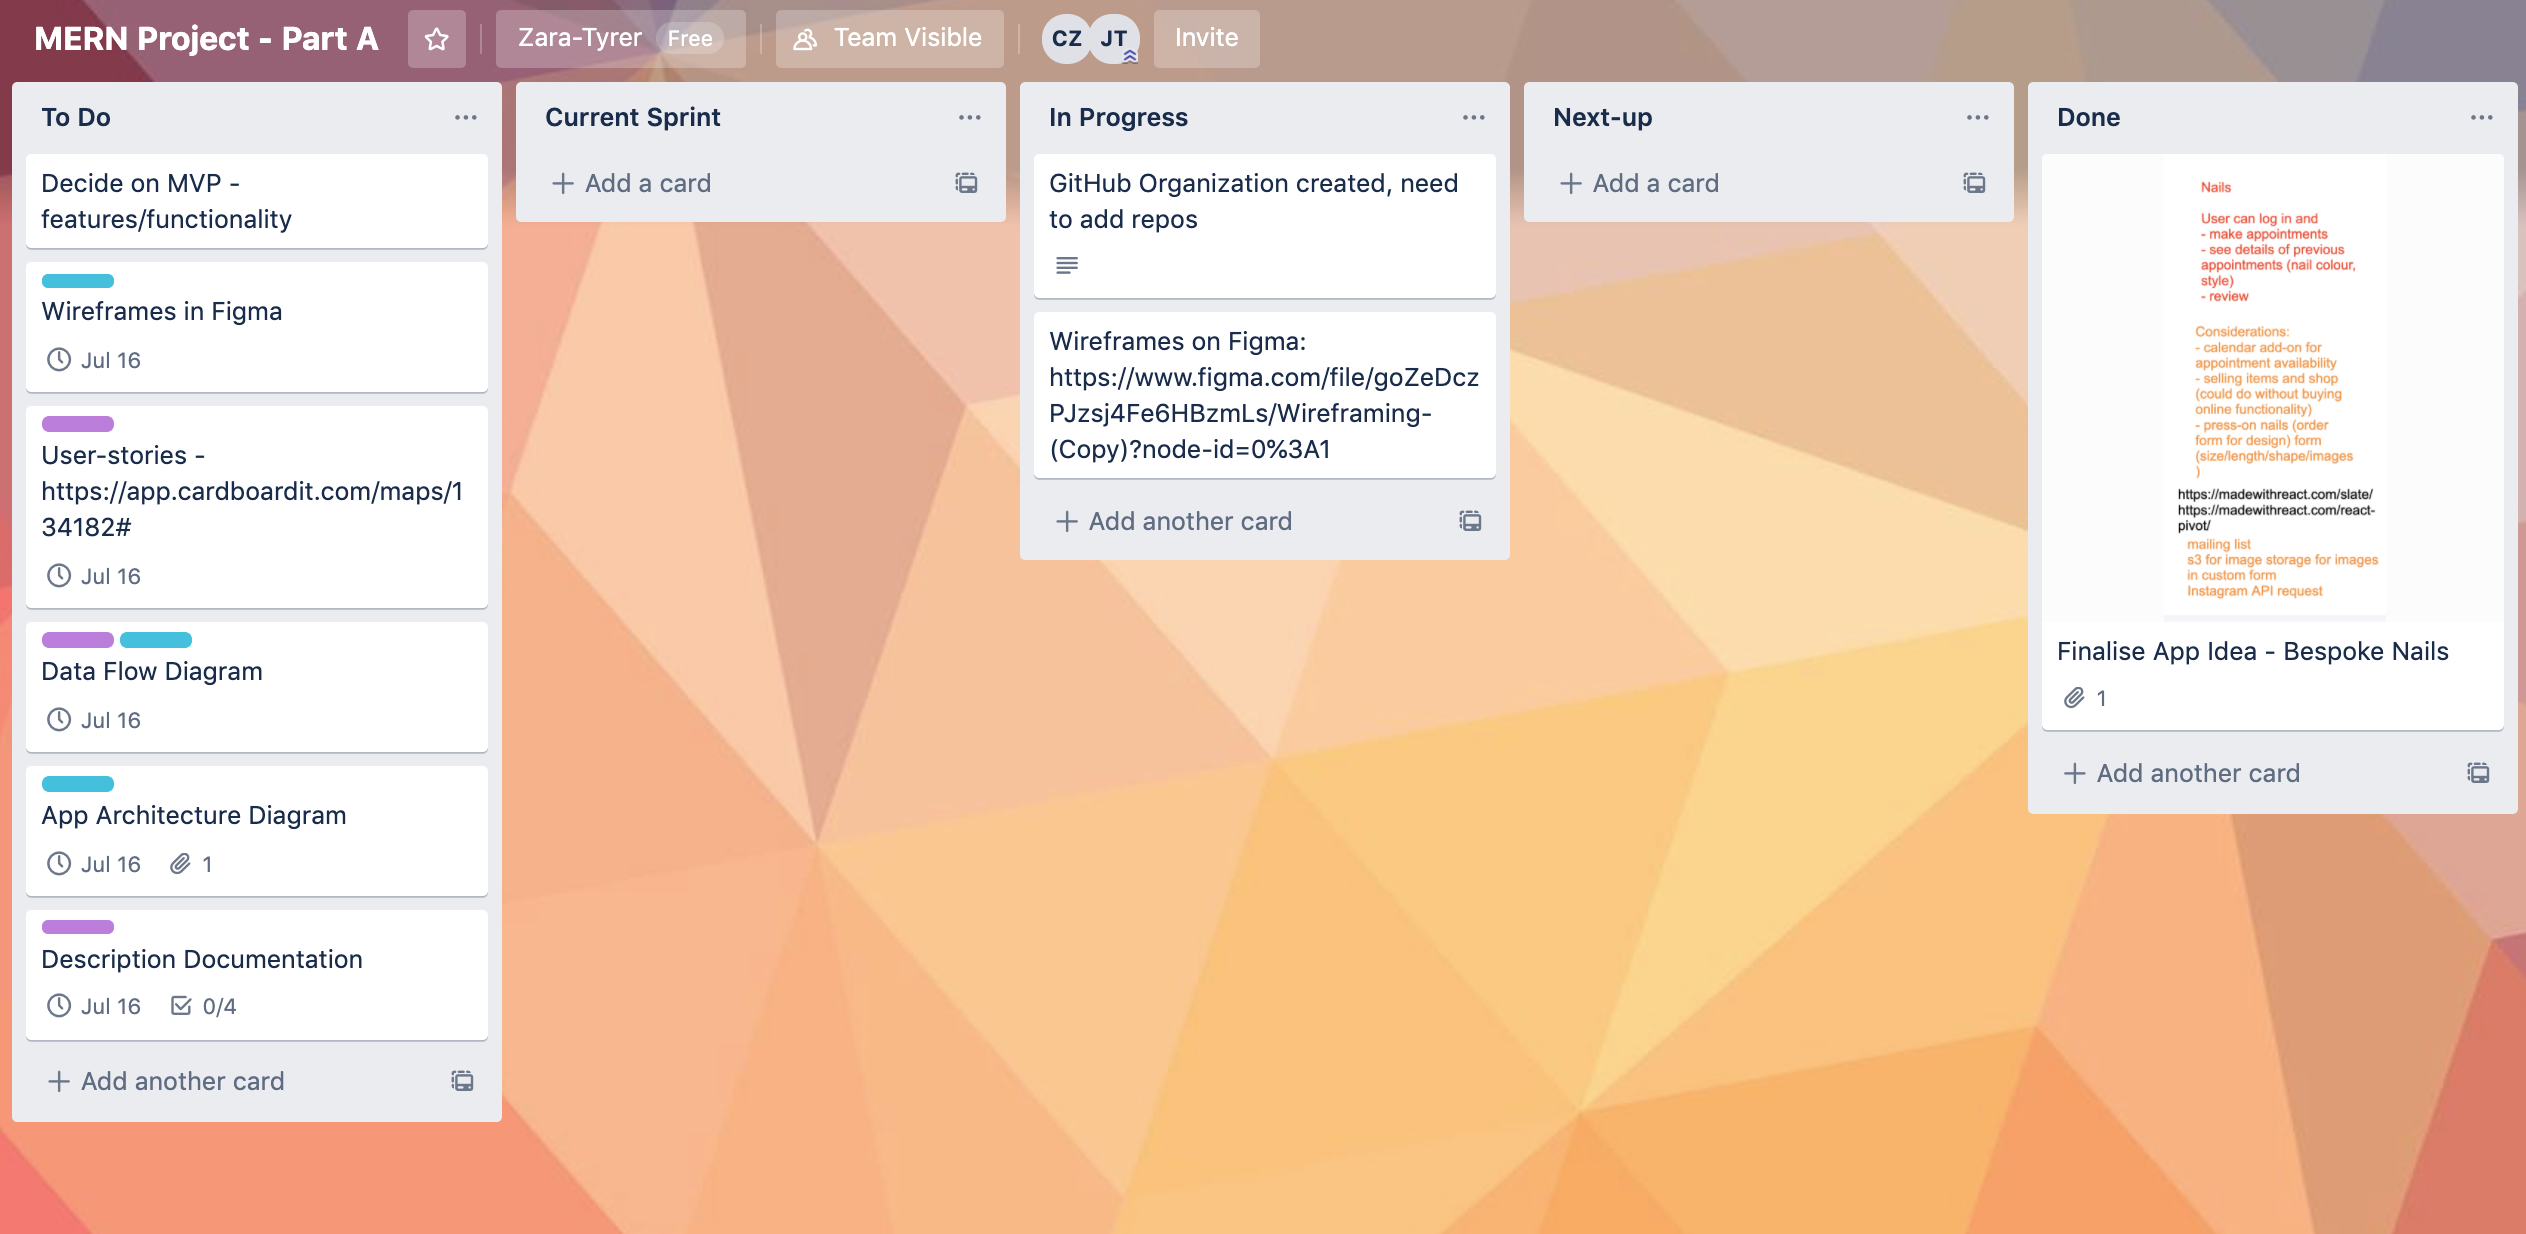 MERN Project - Part A
Zara-Tyrer Free
Team Visible
CZ
JT
Invite
To Do
Decide on MVP -
features/functionality
Wireframes in Figma
Jul 16
User-stories -
https://app.cardboardit.com/maps/1
34182#
Jul 16
Data Flow Diagram
Jul 16
App Architecture Diagram
Jul 16 1
Description Documentation
Jul 16 0/4
+ Add another card
Current Sprint
+ Add a card
In Progress
GitHub Organization created, need
to add repos
Wireframes on Figma:
https://www.figma.com/file/goZeDcz
PJzsj4Fe6HBzmLs/Wireframing-
(Copy)?node-id=0%3A1
+ Add another card
Next-up
+ Add a card
Done
Nails
User can log in and
- make appointments
- see details of previous
appointments (nail colour,
style)
- review
Considerations:
- calendar add-on for
appointment availability
- selling items and shop
(could do without buying
online functionality)
- press-on nails (order
form for design) form
(size/length/shape/images
)
https://madewithreact.com/slate/
https://madewithreact.com/react-
pivot/
mailing list
s3 for image storage for images
in custom form
Instagram API request
Finalise App Idea - Bespoke Nails
1
+ Add another card